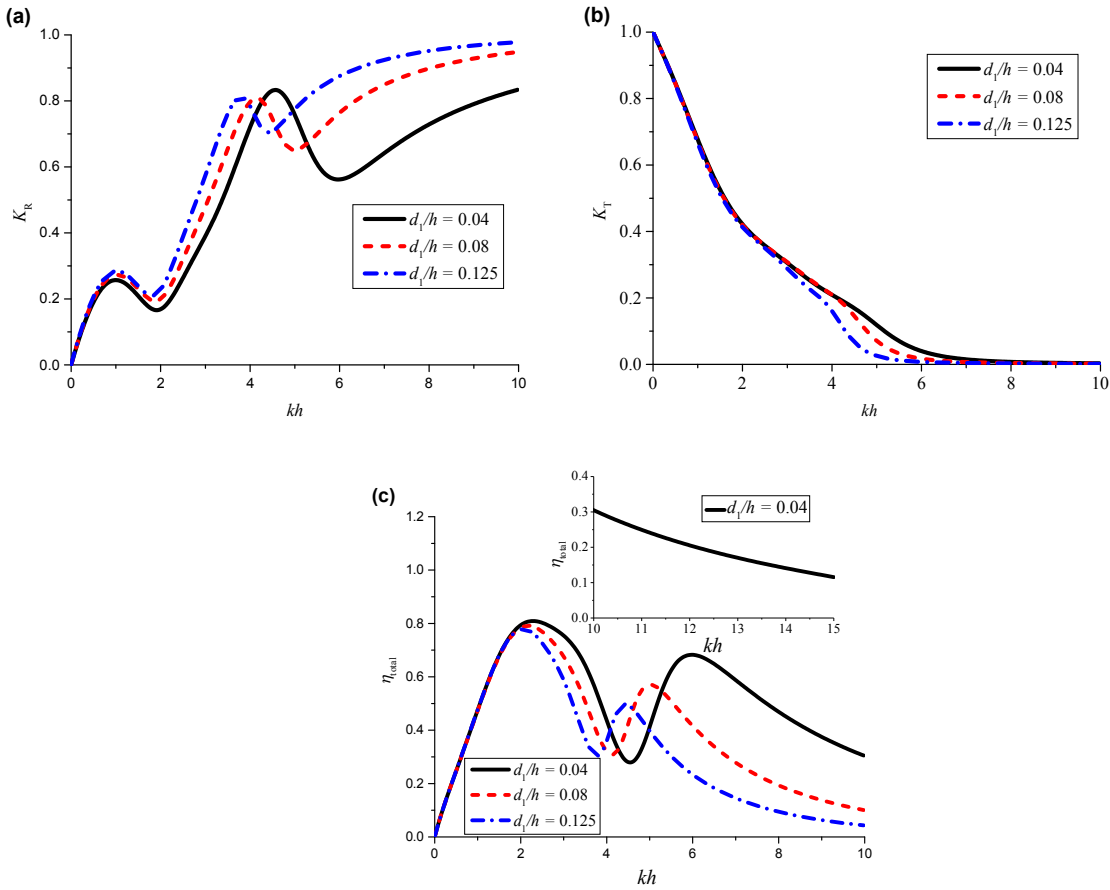 (a)
1.0
0.8
0.6
0.4
0.2
0.0
K_R
0 2 4 6 8 10
kh
d_1/h = 0.04
d_1/h = 0.08
d_1/h = 0.125
(b)
1.0
0.8
0.6
0.4
0.2
0.0
K_T
0 2 4 6 8 10
kh
d_1/h = 0.04
d_1/h = 0.08
d_1/h = 0.125
(c)
1.2
1.0
0.8
0.6
0.4
0.2
0.0
η_total
0 2 4 6 8 10
kh
d_1/h = 0.04
d_1/h = 0.08
d_1/h = 0.125
0.4
0.3
0.2
0.1
0.0
η_total
10 11 12 13 14 15
kh
d_1/h = 0.04